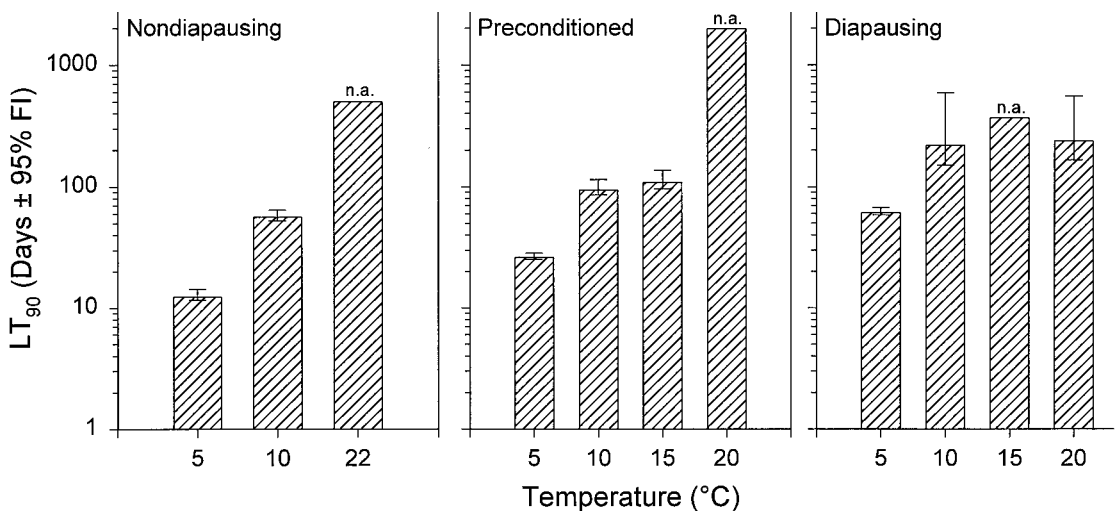 Nondiapausing
Preconditioned
Diapausing
n.a.
n.a.
n.a.
1000
100
10
1
LT90 (Days ± 95% FI)
5 10 22
5 10 15 20
5 10 15 20
Temperature (°C)